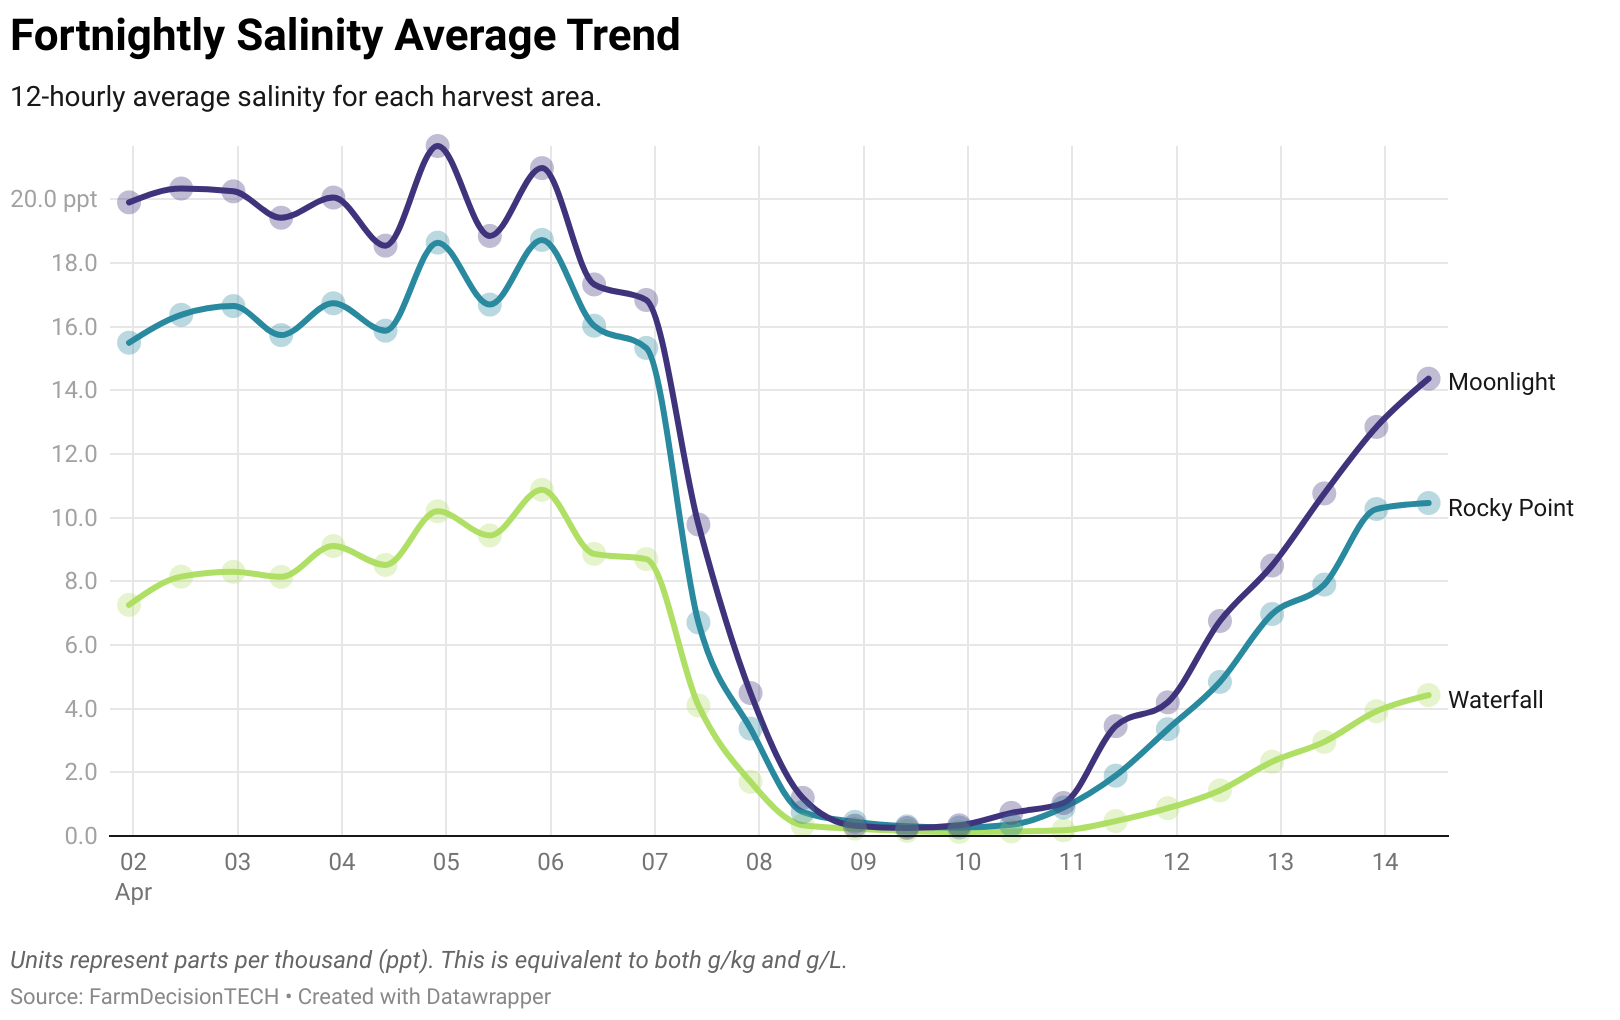 Fortnightly Salinity Average Trend
12-hourly average salinity for each harvest area.
20.0 ppt
18.0
16.0
14.0
12.0
10.0
8.0
6.0
4.0
2.0
0.0
Moonlight
Rocky Point
Waterfall
02 03 04 05 06 07 08 09 10 11 12 13 14
Apr
Units represent parts per thousand (ppt). This is equivalent to both g/kg and g/L.
Source: FarmDecisionTECH • Created with Datawrapper